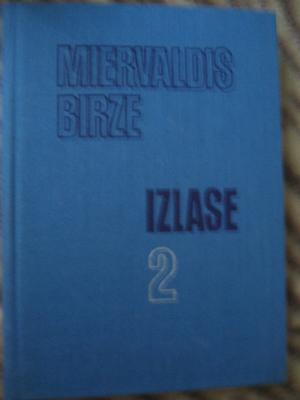 MIERVALDIS
BIRZE
IZLASE
2